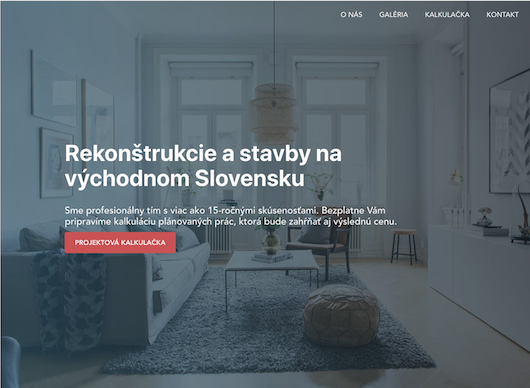 O NÁS GALÉRIA KALKULAČKA KONTAKT
Rekonštrukcie a stavby na
východnom Slovensku
Sme profesionálny tím s viac ako 15-ročnými skúsenosťami. Bezplatne Vám
pripravíme kalkuláciu plánovaných prác, ktorá bude zahŕňať aj výslednú cenu.
PROJEKTOVÁ KALKULAČKA